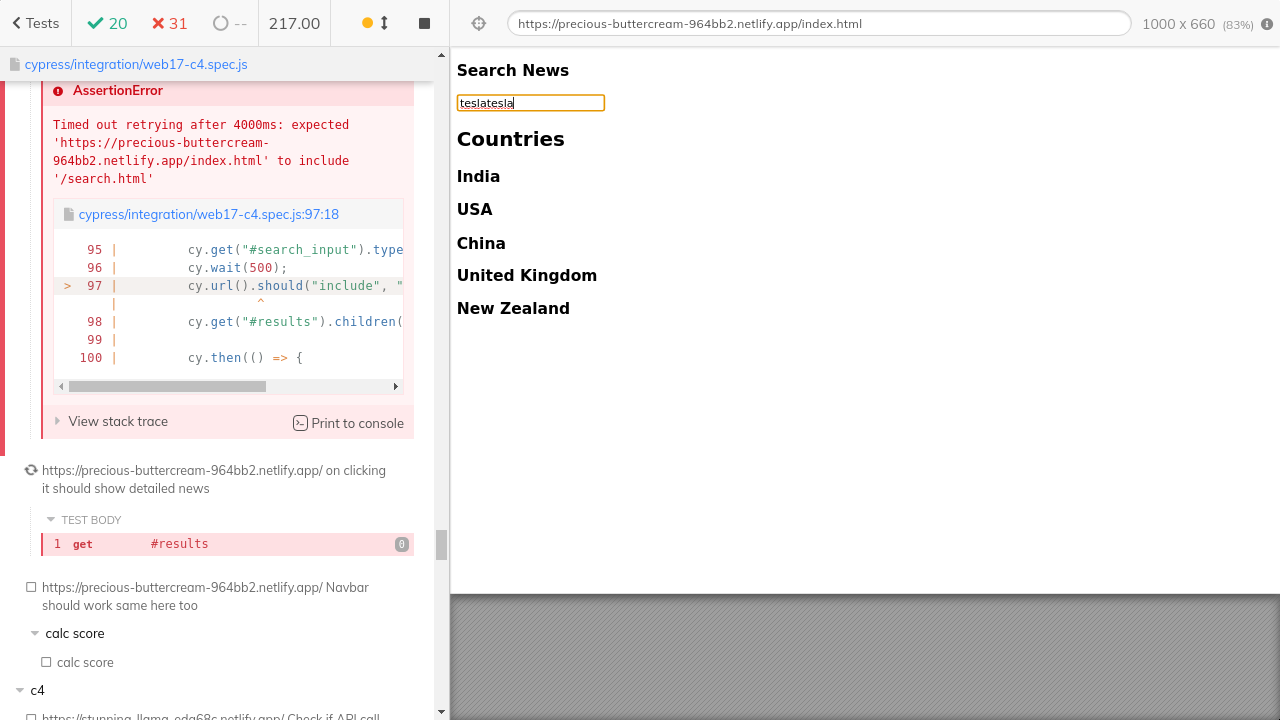 Tests
20
31
--
217.00
https://precious-buttercream-964bb2.netlify.app/index.html
1000 x 660 (83%)
cypress/integration/web17-c4.spec.js
AssertionError
Timed out retrying after 4000ms: expected
'https://precious-buttercream-
964bb2.netlify.app/index.html' to include
'/search.html'
cypress/integration/web17-c4.spec.js:97:18
95 | cy.get("#search_input").type
96 | cy.wait(500);
> 97 | cy.url().should("include", "
| ^
98 | cy.get("#results").children(
99 |
100 | cy.then(() => {
View stack trace
Print to console
https://precious-buttercream-964bb2.netlify.app/ on clicking
it should show detailed news
TEST BODY
1 get #results 0
https://precious-buttercream-964bb2.netlify.app/ Navbar
should work same here too
calc score
calc score
c4
https://stunning-llama-eda68c.netlify.app/ Check if API call
Search News
teslatesla
Countries
India
USA
China
United Kingdom
New Zealand